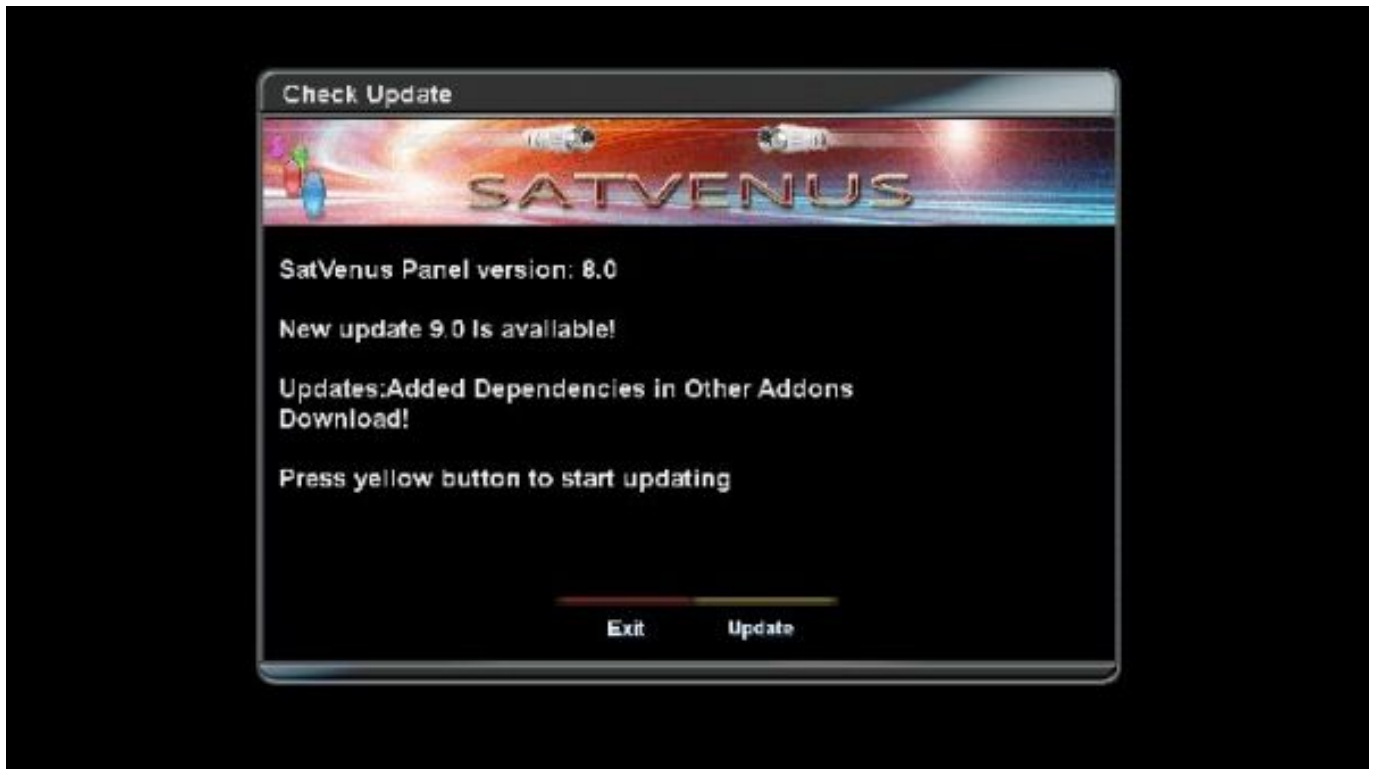 Check Update
SATVENUS
SatVenus Panel version: 8.0
New update 9.0 is available!
Updates:Added Dependencies in Other Addons
Download!
Press yellow button to start updating
Exit Update